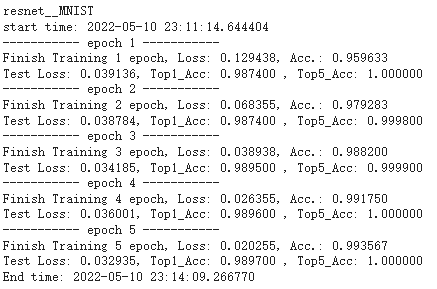 resnet__MNIST
start time: 2022-05-10 23:11:14.644404
----------- epoch 1 -----------
Finish Training 1 epoch, Loss: 0.129438, Acc.: 0.959633
Test Loss: 0.039136, Top1_Acc: 0.987400 , Top5_Acc: 1.000000
----------- epoch 2 -----------
Finish Training 2 epoch, Loss: 0.068355, Acc.: 0.979283
Test Loss: 0.038784, Top1_Acc: 0.987400 , Top5_Acc: 0.999800
----------- epoch 3 -----------
Finish Training 3 epoch, Loss: 0.038938, Acc.: 0.988200
Test Loss: 0.034185, Top1_Acc: 0.989500 , Top5_Acc: 0.999900
----------- epoch 4 -----------
Finish Training 4 epoch, Loss: 0.026355, Acc.: 0.991750
Test Loss: 0.036001, Top1_Acc: 0.989600 , Top5_Acc: 1.000000
----------- epoch 5 -----------
Finish Training 5 epoch, Loss: 0.020255, Acc.: 0.993567
Test Loss: 0.032935, Top1_Acc: 0.989700 , Top5_Acc: 1.000000
End time: 2022-05-10 23:14:09.266770